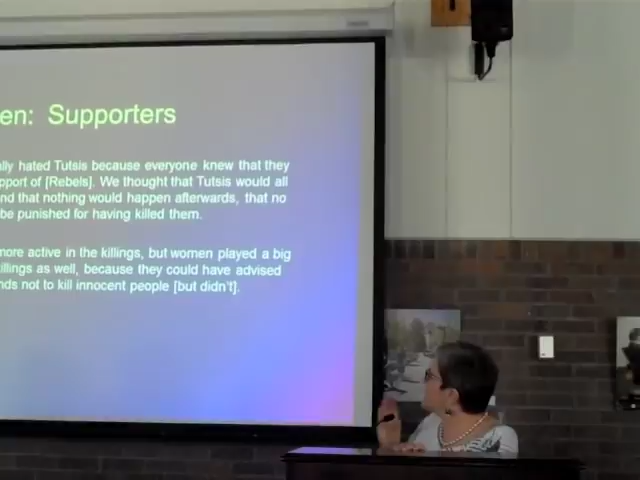 en: Supporters
lly hated Tutsis because everyone knew that they
pport of [Rebels]. We thought that Tutsis would all
nd that nothing would happen afterwards, that no
be punished for having killed them.
more active in the killings, but women played a big
illings as well, because they could have advised
nds not to kill innocent people [but didn't].